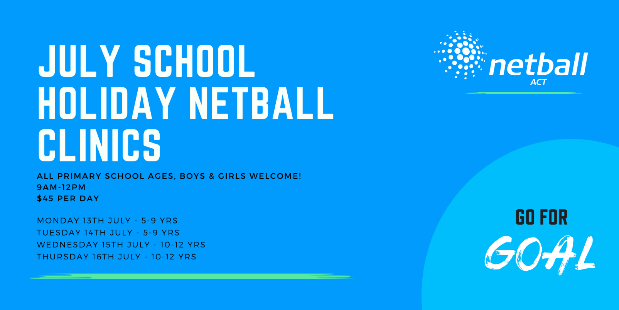 JULY SCHOOL
HOLIDAY NETBALL
CLINICS
ALL PRIMARY SCHOOL AGES, BOYS & GIRLS WELCOME!
9AM-12PM
$45 PER DAY
MONDAY 13TH JULY - 5-9 YRS
TUESDAY 14TH JULY - 5-9 YRS
WEDNESDAY 15TH JULY - 10-12 YRS
THURSDAY 16TH JULY - 10-12 YRS
netball
ACT
GO FOR
GOAL